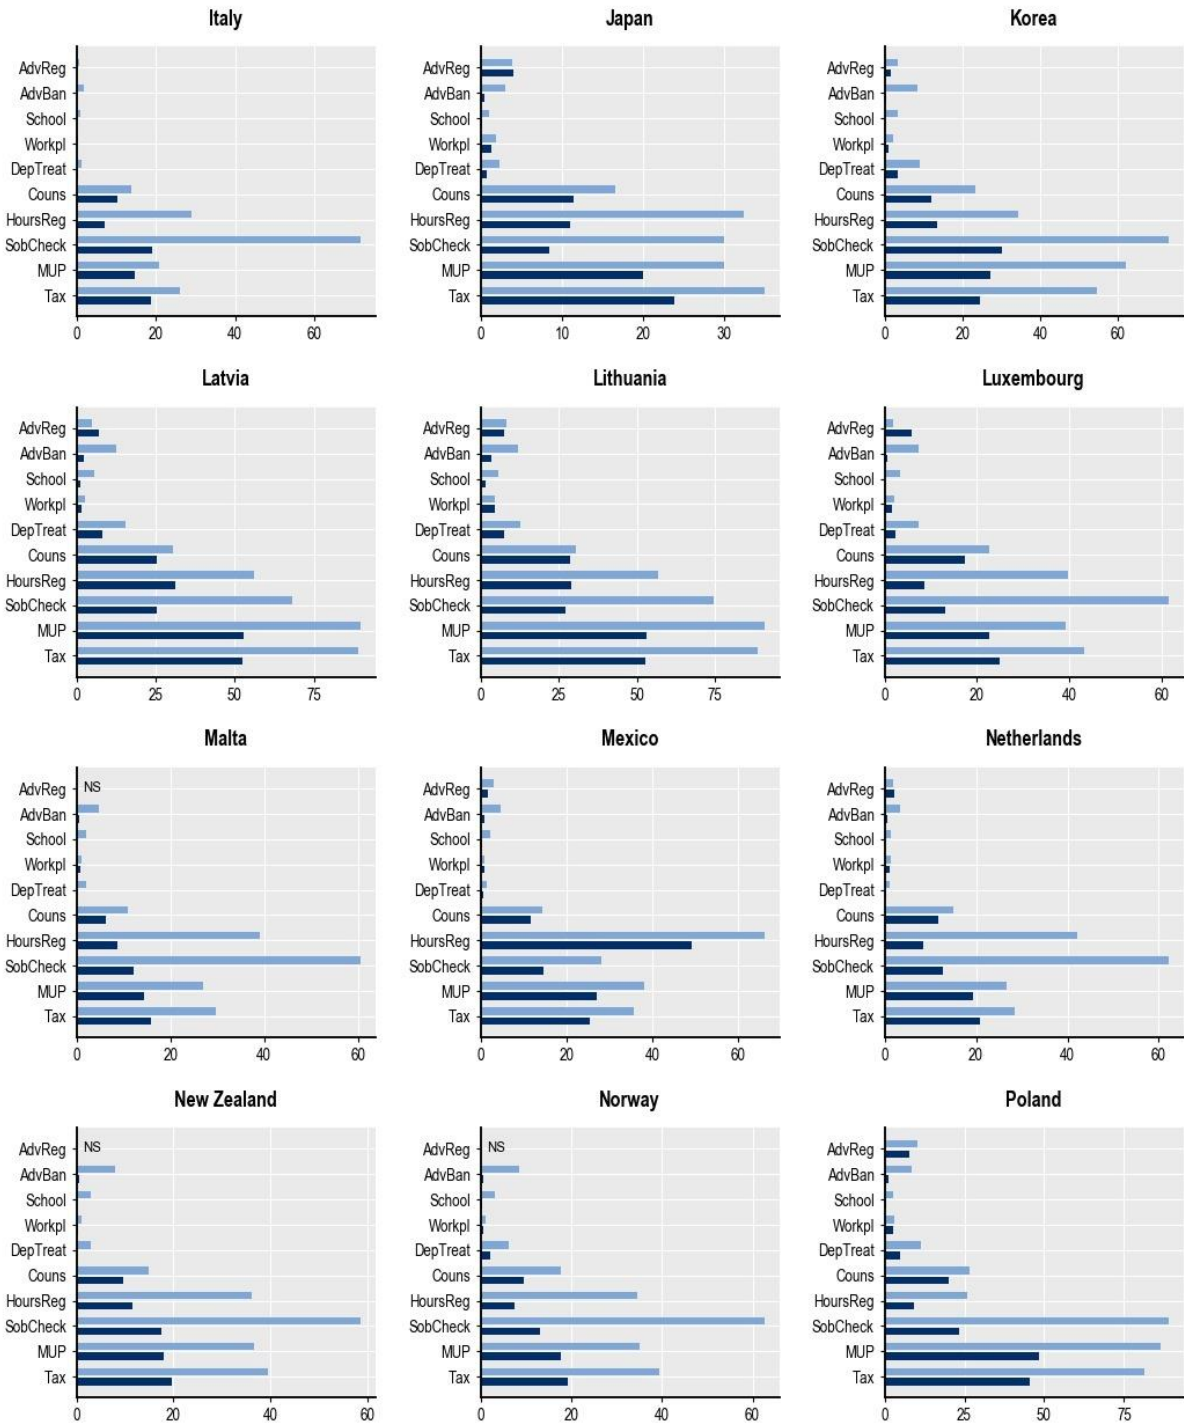 Italy Japan Korea
AdvReg AdvReg AdvReg
AdvBan AdvBan AdvBan
School School School
Workpl Workpl Workpl
DepTreat DepTreat DepTreat
Couns Couns Couns
HoursReg HoursReg HoursReg
SobCheck SobCheck SobCheck
MUP MUP MUP
Tax Tax Tax
0 20 40 60 0 10 20 30 0 20 40 60
Latvia Lithuania Luxembourg
AdvReg AdvReg AdvReg
AdvBan AdvBan AdvBan
School School School
Workpl Workpl Workpl
DepTreat DepTreat DepTreat
Couns Couns Couns
HoursReg HoursReg HoursReg
SobCheck SobCheck SobCheck
MUP MUP MUP
Tax Tax Tax
0 25 50 75 0 25 50 75 0 20 40 60
Malta Mexico Netherlands
AdvReg NS AdvReg AdvReg
AdvBan AdvBan AdvBan
School School School
Workpl Workpl Workpl
DepTreat DepTreat DepTreat
Couns Couns Couns
HoursReg HoursReg HoursReg
SobCheck SobCheck SobCheck
MUP MUP MUP
Tax Tax Tax
0 20 40 60 0 20 40 60 0 20 40 60
New Zealand Norway Poland
AdvReg NS AdvReg NS AdvReg
AdvBan AdvBan AdvBan
School School School
Workpl Workpl Workpl
DepTreat DepTreat DepTreat
Couns Couns Couns
HoursReg HoursReg HoursReg
SobCheck SobCheck SobCheck
MUP MUP MUP
Tax Tax Tax
0 20 40 60 0 20 40 60 0 25 50 75